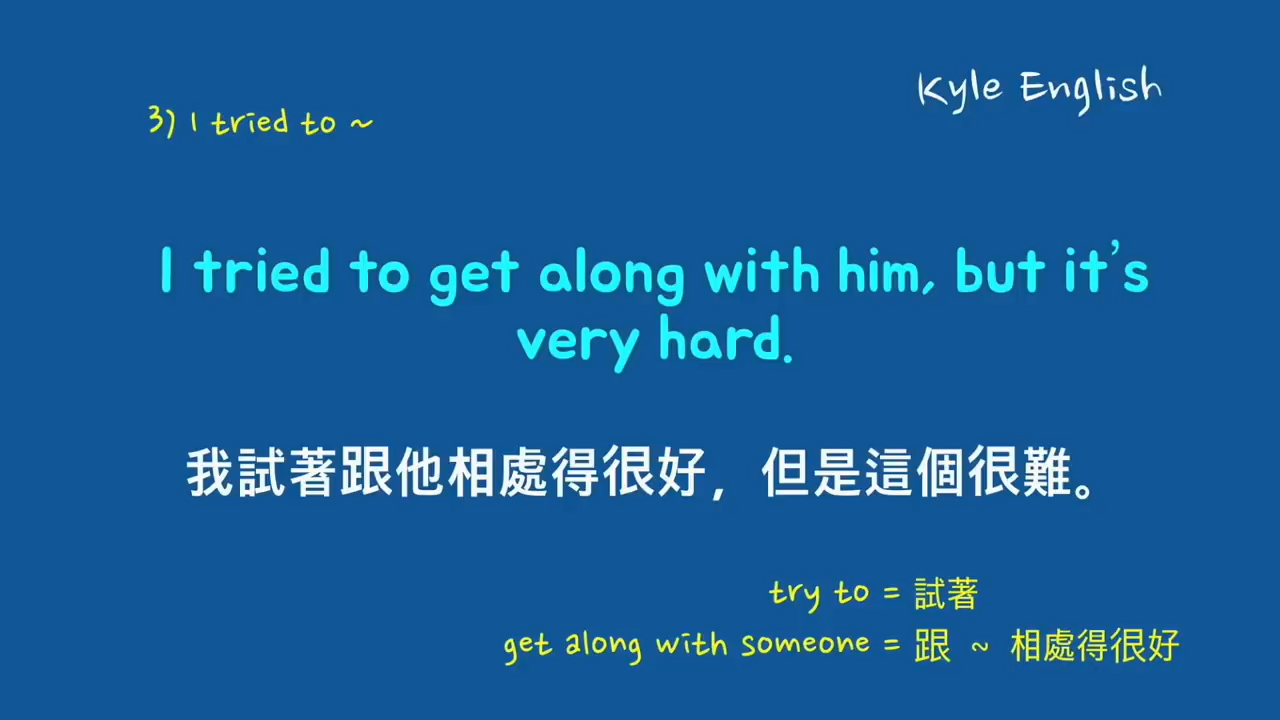 Kyle English
3) I tried to ~
I tried to get along with him, but it's
very hard.
我試著跟他相處得很好，但是這個很難。
try to = 試著
get along with someone = 跟 ~ 相處得很好